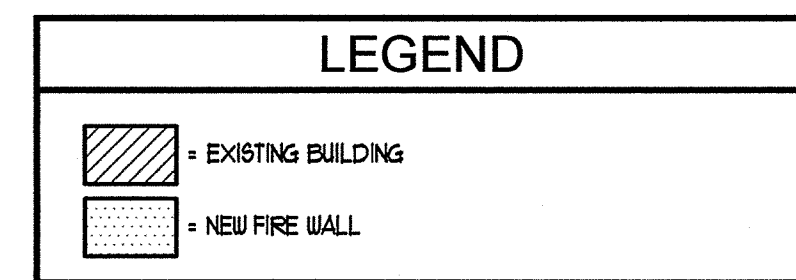 LEGEND
= EXISTING BUILDING
= NEW FIRE WALL